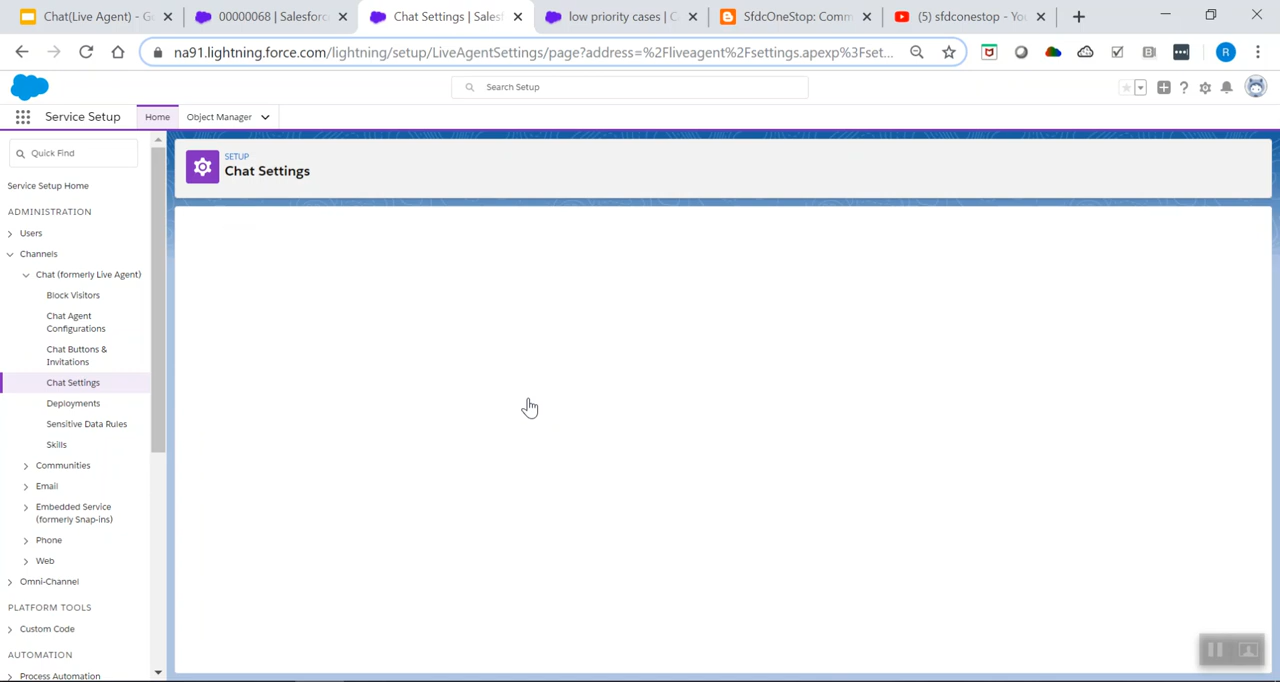 Chat(Live Agent) - G
00000068 | Salesforc
Chat Settings | Sales
low priority cases | C
SfdcOneStop: Comm
(5) sfdconestop - Yo
na91.lightning.force.com/lightning/setup/LiveAgentSettings/page?address=%2Fliveagent%2Fsettings.apexp%3Fset...
R
Search Setup
Service Setup
Home
Object Manager
Quick Find
SETUP
Chat Settings
Service Setup Home
ADMINISTRATION
Users
Channels
Chat (formerly Live Agent)
Block Visitors
Chat Agent
Configurations
Chat Buttons &
Invitations
Chat Settings
Deployments
Sensitive Data Rules
Skills
Communities
Email
Embedded Service
(formerly Snap-ins)
Phone
Web
Omni-Channel
PLATFORM TOOLS
Custom Code
AUTOMATION
Process Automation